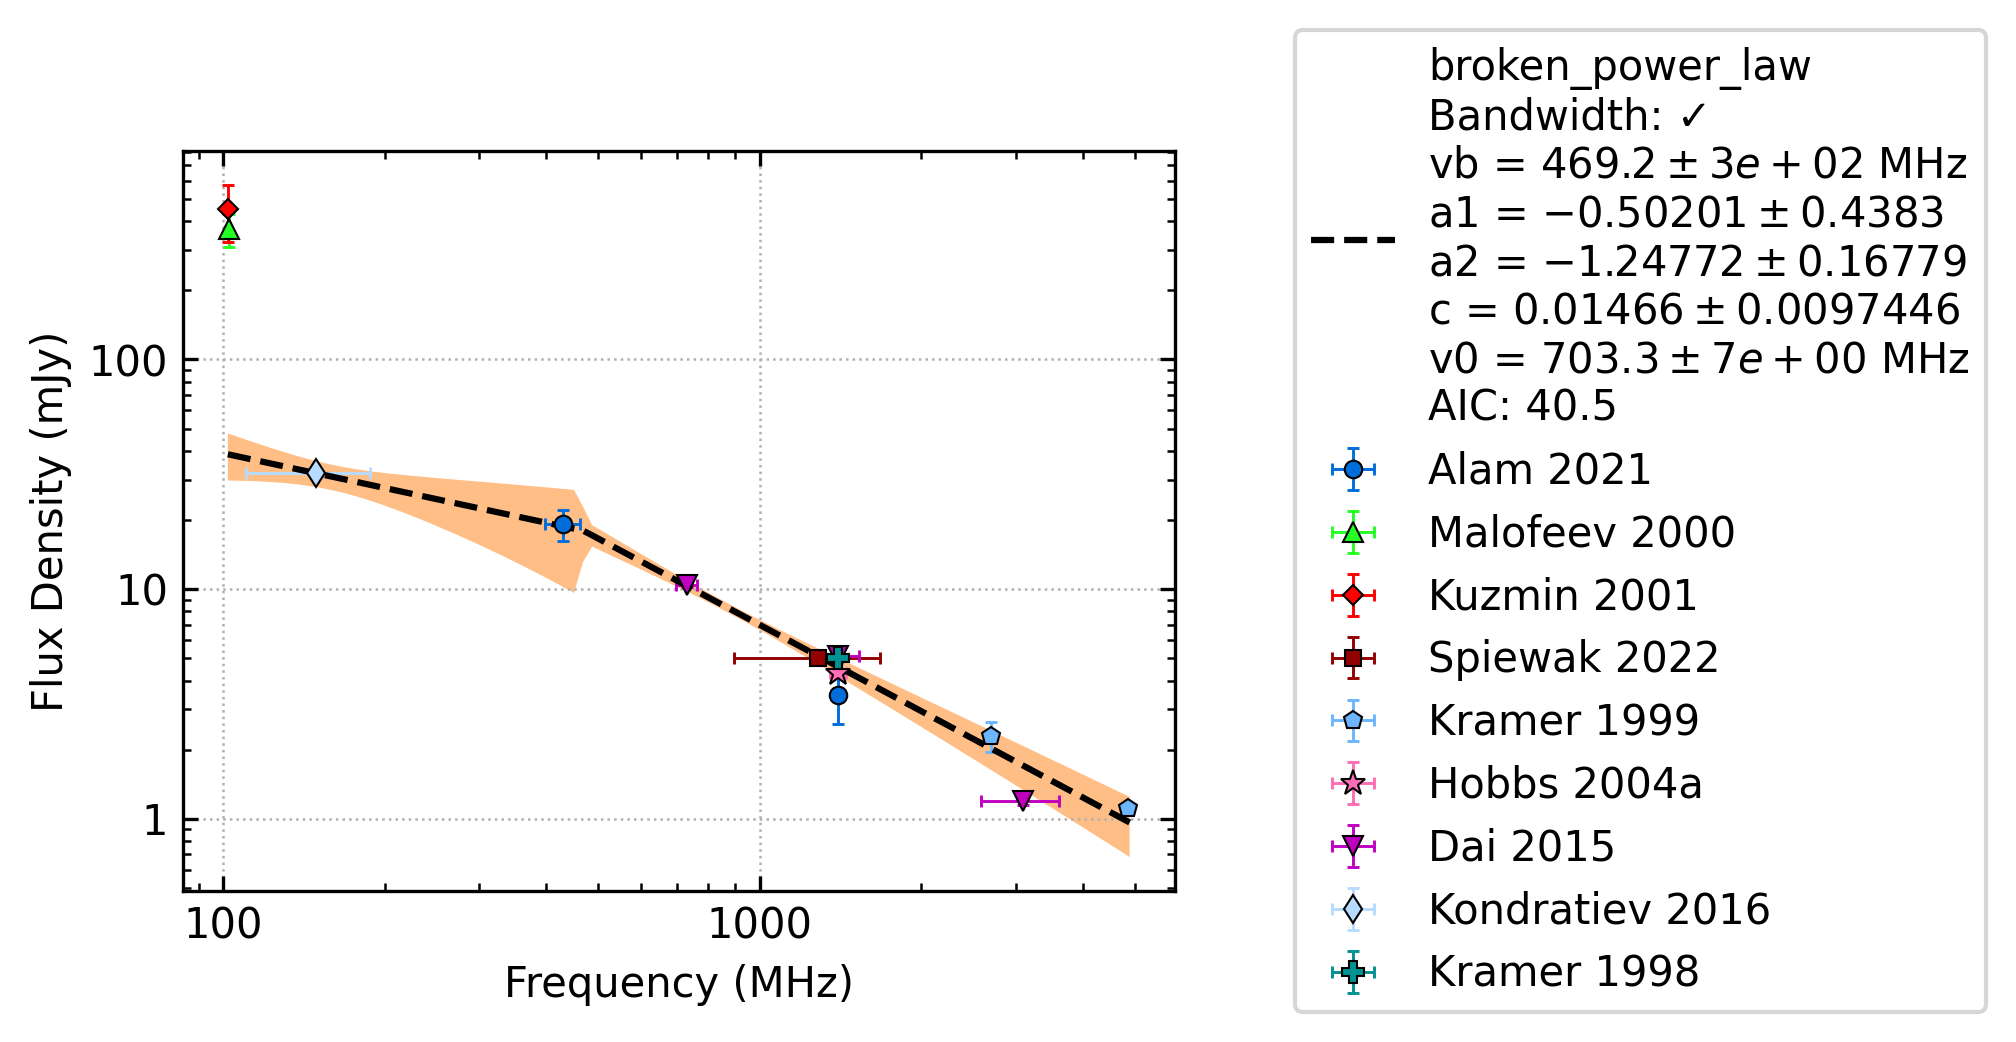 broken_power_law
Bandwidth: ✓
vb = 469.2 ± 3e + 02 MHz
a1 = −0.50201 ± 0.4383
a2 = −1.24772 ± 0.16779
c = 0.01466 ± 0.0097446
v0 = 703.3 ± 7e + 00 MHz
AIC: 40.5
Alam 2021
Malofeev 2000
Kuzmin 2001
Spiewak 2022
Kramer 1999
Hobbs 2004a
Dai 2015
Kondratiev 2016
Kramer 1998
Flux Density (mJy)
100
10
1
100
1000
Frequency (MHz)